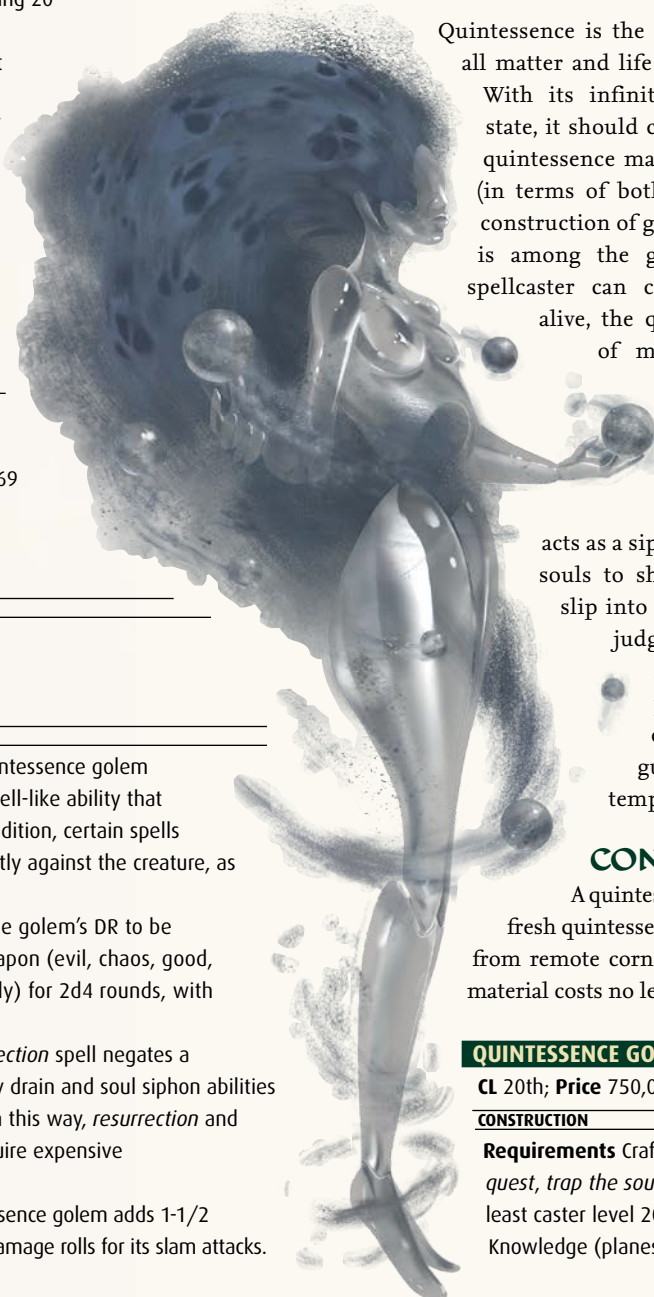 ng 20
t
69
ntessence golem
ell-like ability that
dition, certain spells
tly against the creature, as
e golem's DR to be
apon (evil, chaos, good,
ly) for 2d4 rounds, with
ection spell negates a
y drain and soul siphon abilities
n this way, resurrection and
uire expensive
sence golem adds 1-1/2
amage rolls for its slam attacks.
Quintessence is the
all matter and life
With its infinit
state, it should c
quintessence ma
(in terms of both
construction of g
is among the g
spellcaster can c
alive, the q
of m
acts as a sip
souls to sh
slip into
judg
gu
temp
CON
A quintes
fresh quintesse
from remote corn
material costs no le
QUINTESSENCE GO
CL 20th; Price 750,0
CONSTRUCTION
Requirements Craf
quest, trap the sou
least caster level 20
Knowledge (planes